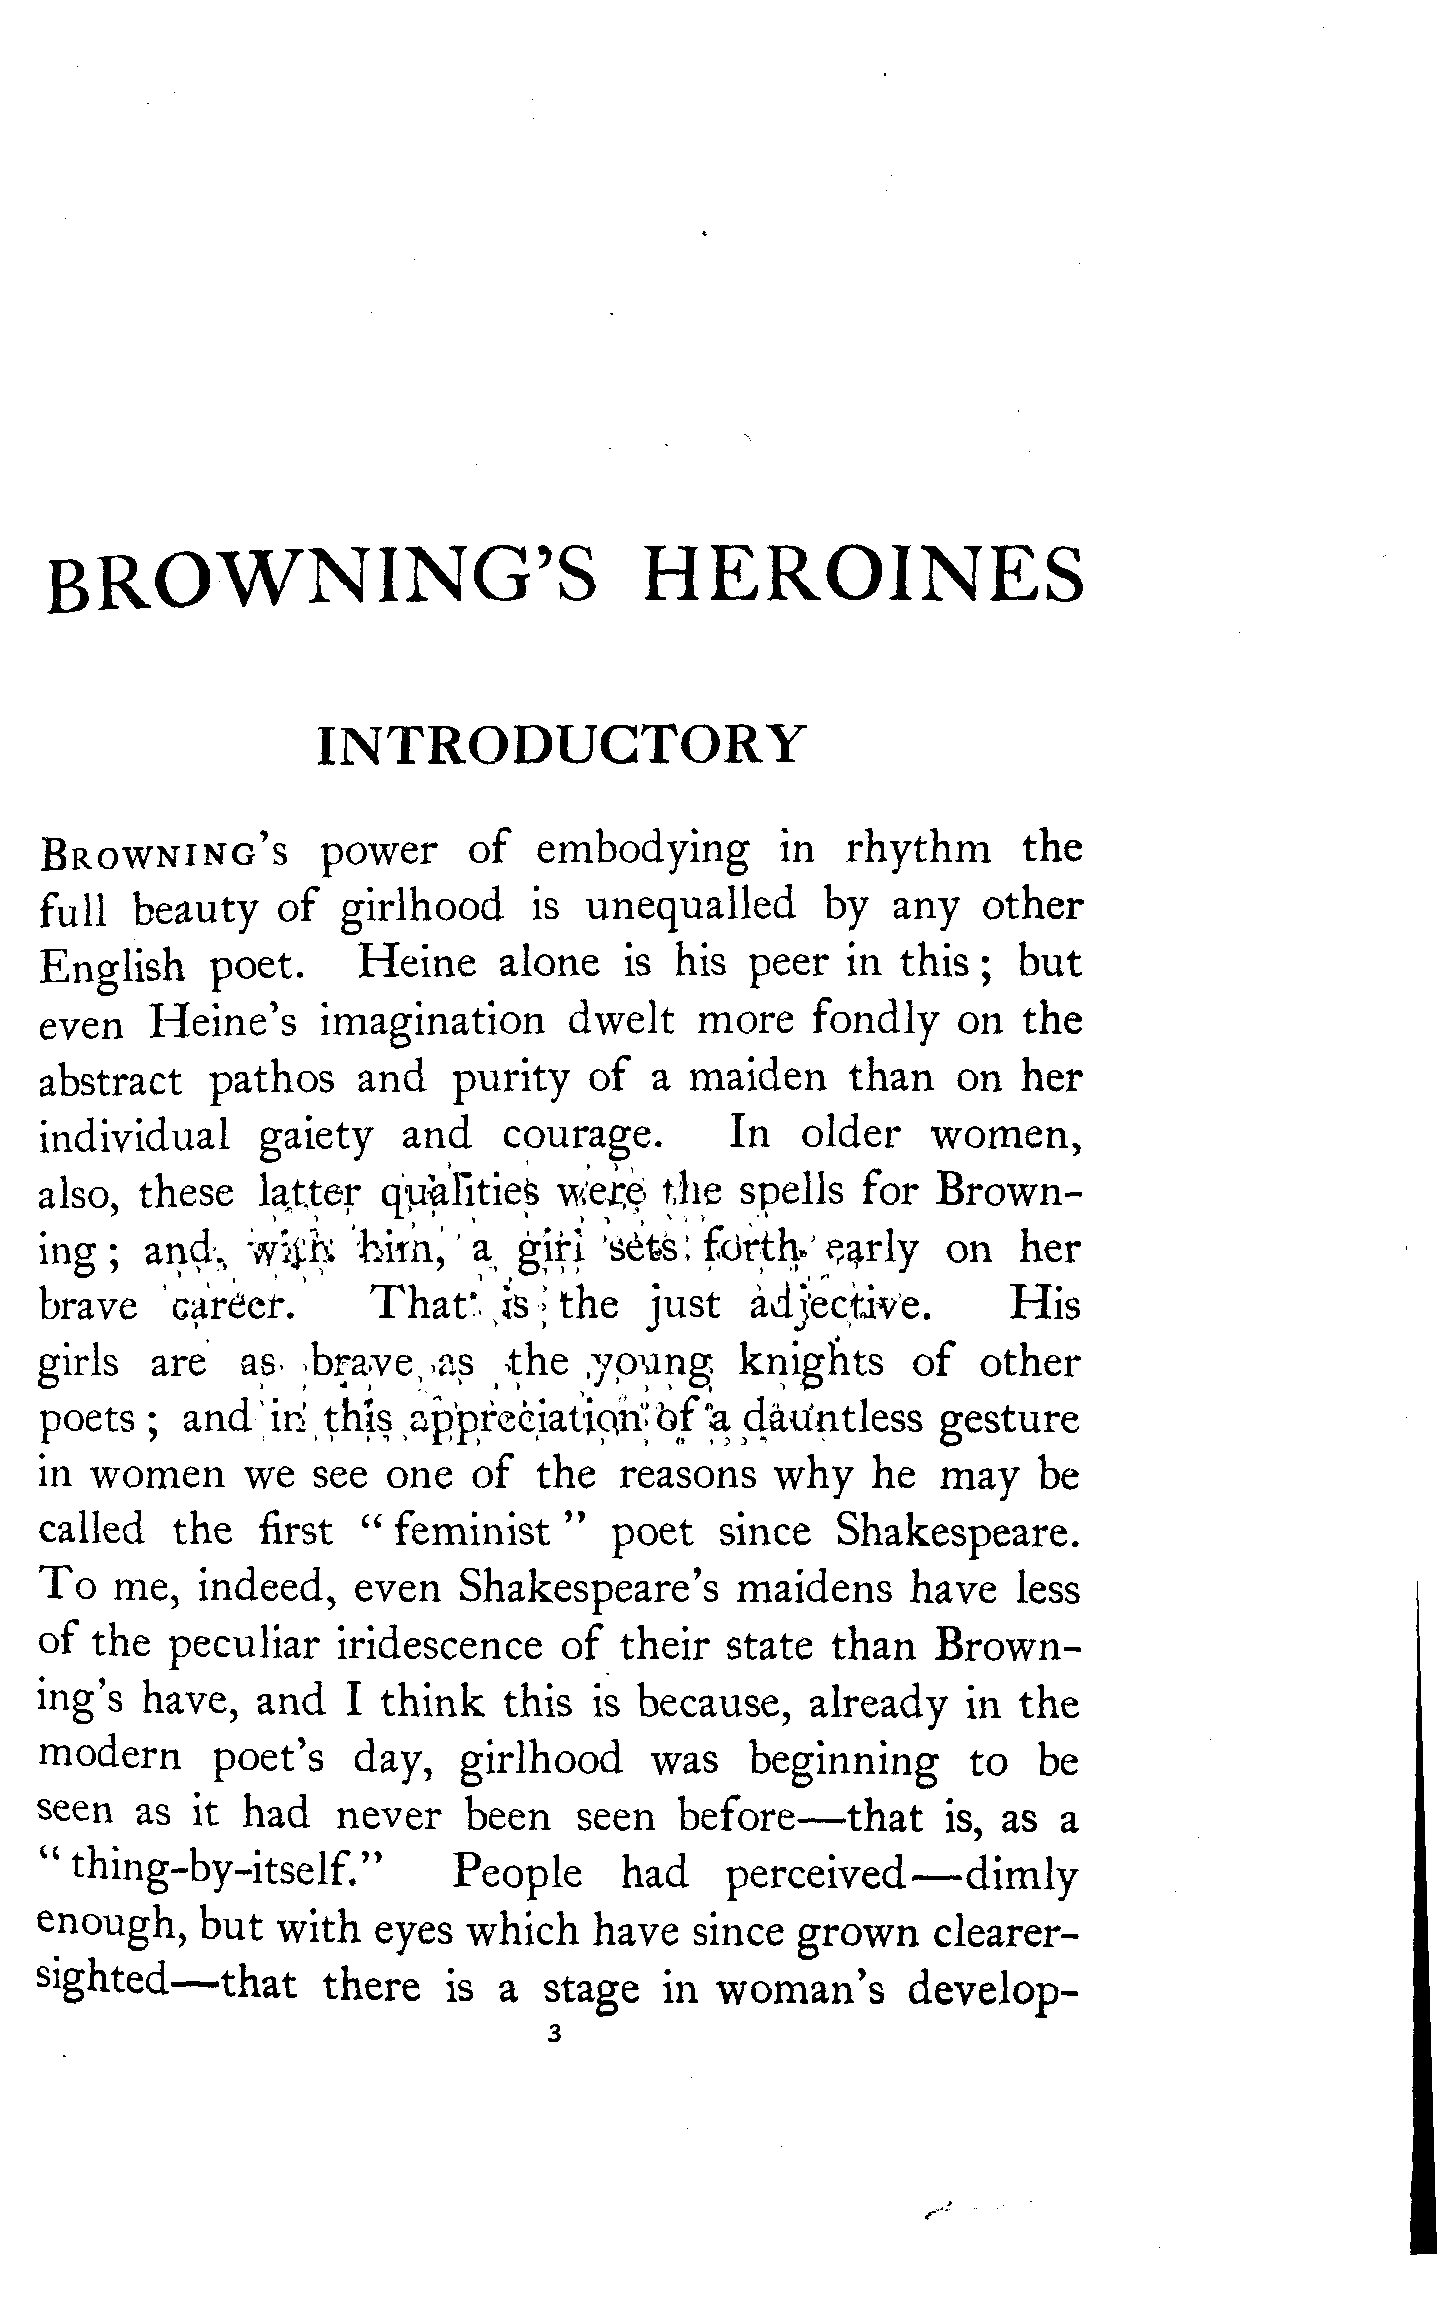 BROWNING'S HEROINES
INTRODUCTORY
BROWNING'S power of embodying in rhythm the
full beauty of girlhood is unequalled by any other
English poet. Heine alone is his peer in this; but
even Heine's imagination dwelt more fondly on the
abstract pathos and purity of a maiden than on her
individual gaiety and courage. In older women,
also, these latter qualities were the spells for Brown-
ing; and, with him, a girl sets forth early on her
brave career. That is the just adjective. His
girls are as brave as the young knights of other
poets; and in this appreciation of a dauntless gesture
in women we see one of the reasons why he may be
called the first "feminist" poet since Shakespeare.
To me, indeed, even Shakespeare's maidens have less
of the peculiar iridescence of their state than Brown-
ing's have, and I think this is because, already in the
modern poet's day, girlhood was beginning to be
seen as it had never been seen before—that is, as a
"thing-by-itself." People had perceived—dimly
enough, but with eyes which have since grown clearer-
sighted—that there is a stage in woman's develop-
3